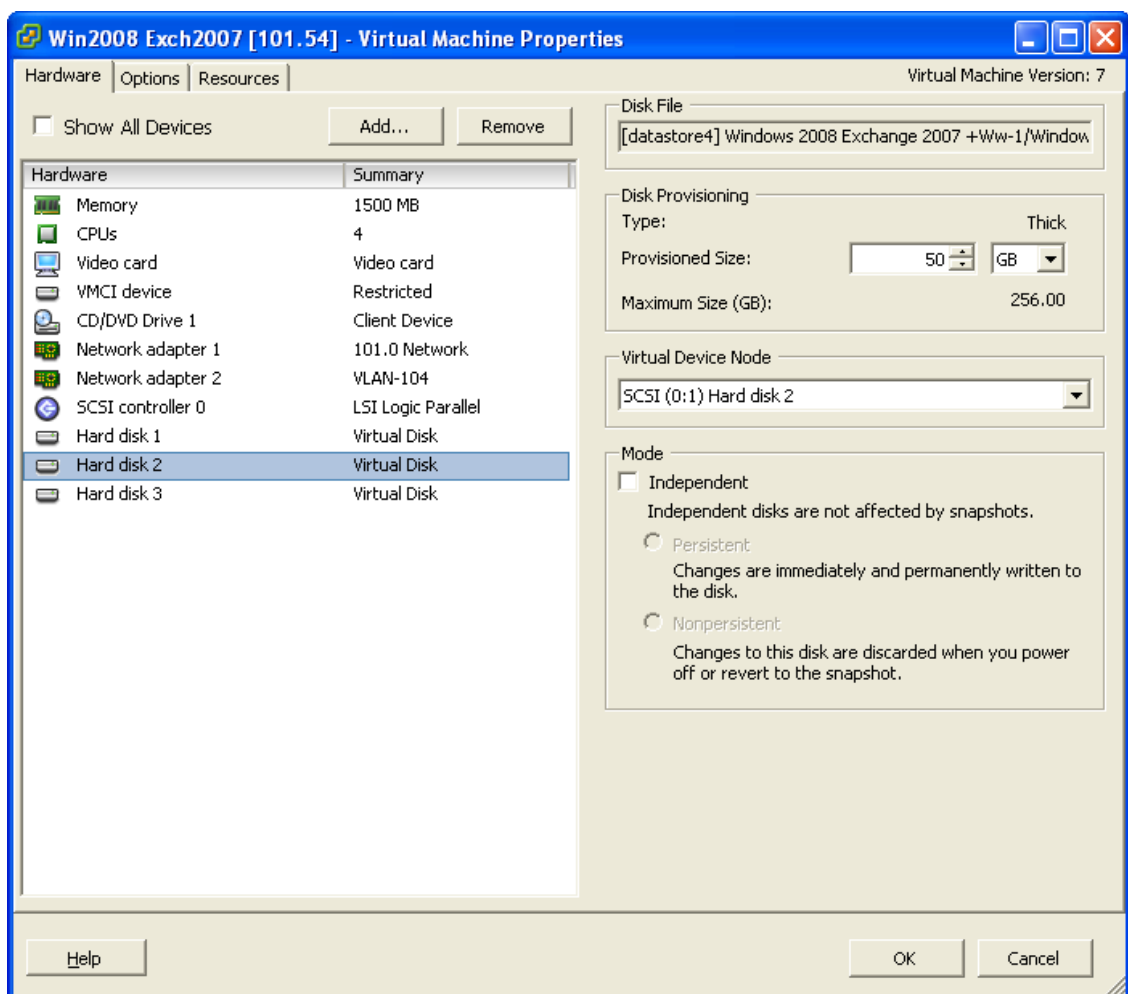 Win2008 Exch2007 [101.54] - Virtual Machine Properties
Hardware Options Resources
Virtual Machine Version: 7
Show All Devices
Add...
Remove
Hardware Summary
Memory 1500 MB
CPUs 4
Video card Video card
VMCI device Restricted
CD/DVD Drive 1 Client Device
Network adapter 1 101.0 Network
Network adapter 2 VLAN-104
SCSI controller 0 LSI Logic Parallel
Hard disk 1 Virtual Disk
Hard disk 2 Virtual Disk
Hard disk 3 Virtual Disk
Disk File
[datastore4] Windows 2008 Exchange 2007 +Ww-1/Window
Disk Provisioning
Type: Thick
Provisioned Size: 50 GB
Maximum Size (GB): 256.00
Virtual Device Node
SCSI (0:1) Hard disk 2
Mode
Independent
Independent disks are not affected by snapshots.
Persistent
Changes are immediately and permanently written to
the disk.
Nonpersistent
Changes to this disk are discarded when you power
off or revert to the snapshot.
Help
OK
Cancel